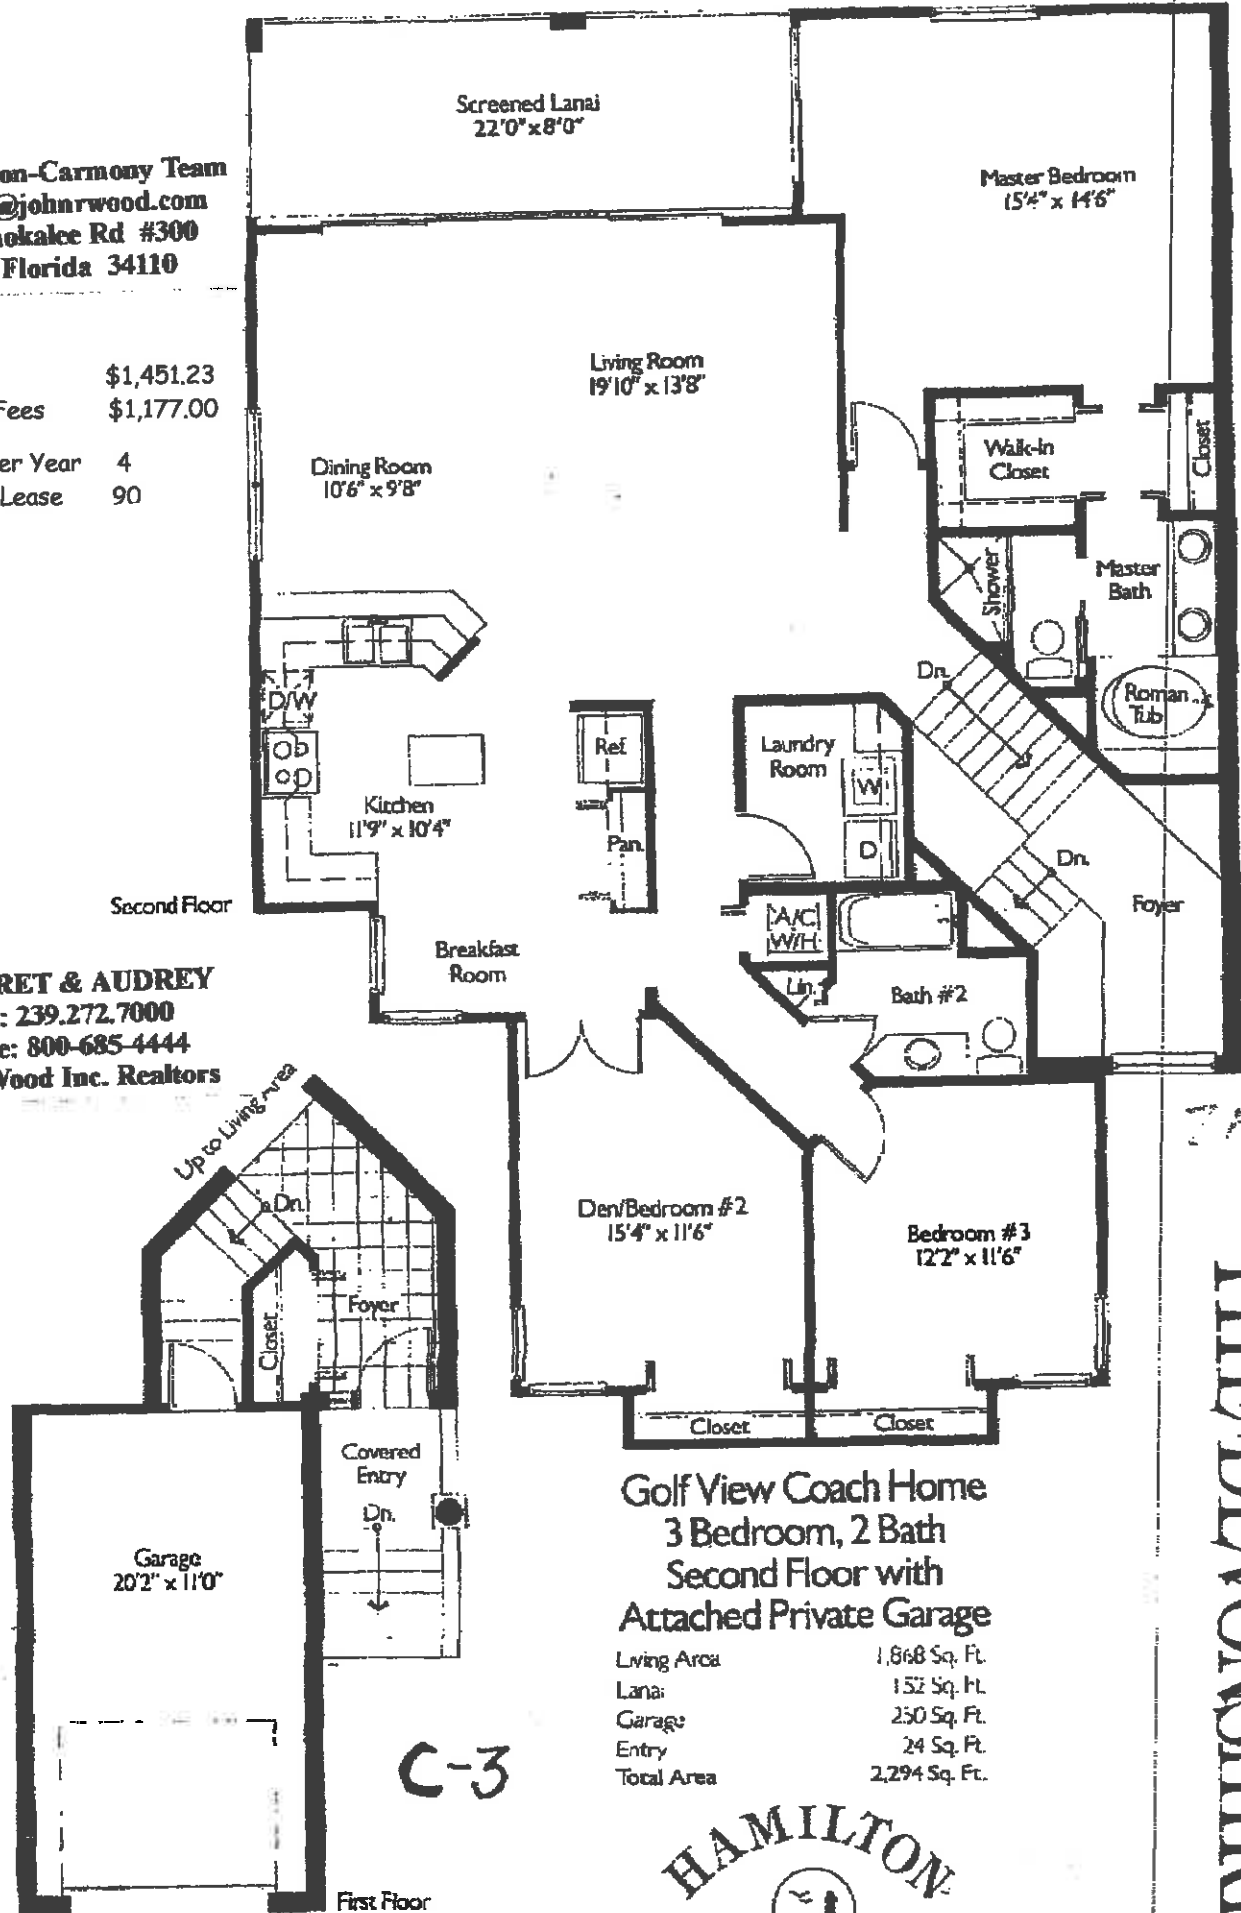 Screened Lanai
22'0" x 8'0"
Master Bedroom
15'4" x 14'6"
on-Carmony Team
@johnrwood.com
okalee Rd #300
Florida 34110
$1,451.23
Fees $1,177.00
er Year 4
Lease 90
Living Room
19'10" x 13'8"
Dining Room
10'6" x 9'8"
Walk-In
Closet
Closet
Shower
Master
Bath
Dn.
Roman
Tub
D/W
Ref.
Laundry
Room
W
D
Kitchen
11'9" x 10'4"
Pan.
Dn.
Foyer
Second Floor
A/C
W/H
Breakfast
Room
Lin.
Bath #2
RET & AUDREY
: 239.272.7000
e: 800-685-4444
Wood Inc. Realtors
Up to Living Area
Dn.
Den/Bedroom #2
15'4" x 11'6"
Bedroom #3
12'2" x 11'6"
Foyer
Closet
Closet
Closet
Covered
Entry
Dn.
Garage
20'2" x 11'0"
Golf View Coach Home
3 Bedroom, 2 Bath
Second Floor with
Attached Private Garage
Living Area 1,868 Sq. Ft.
Lanai 152 Sq. Ft.
Garage 250 Sq. Ft.
Entry 24 Sq. Ft.
Total Area 2,294 Sq. Ft.
C-3
HAMILTON
First Floor